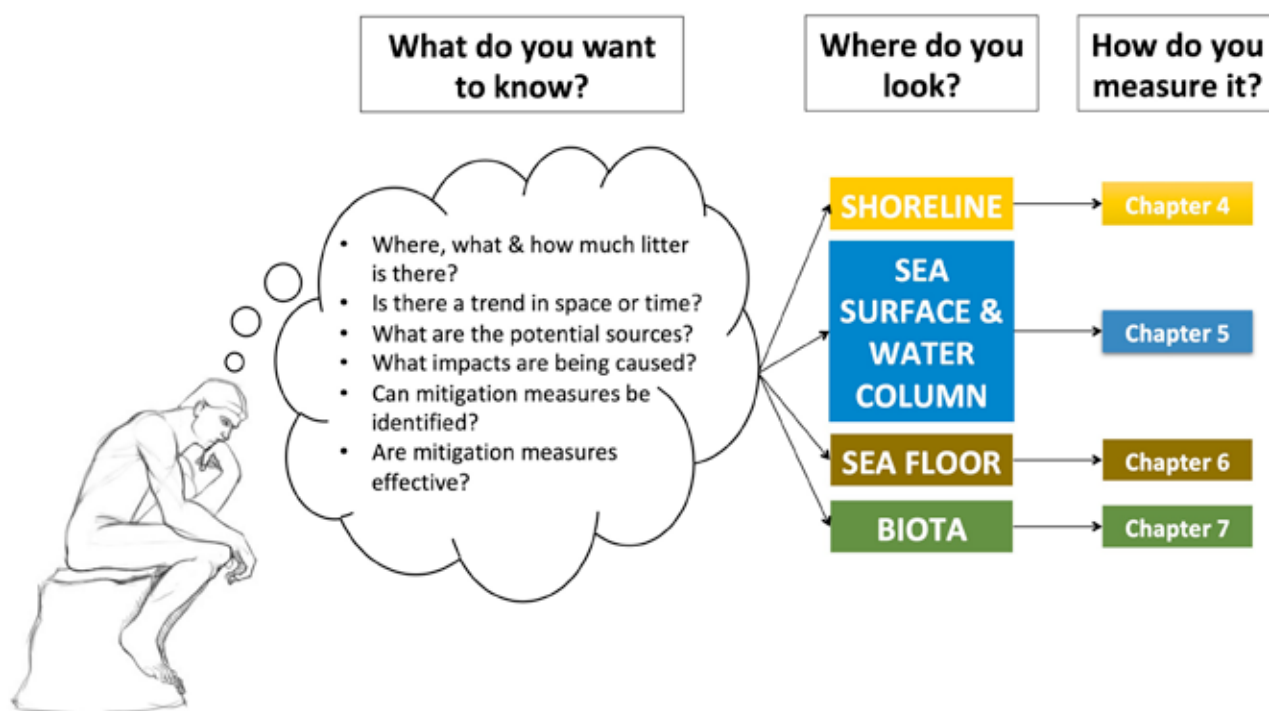 What do you want
to know?
Where do you
look?
How do you
measure it?
• Where, what & how much litter
is there?
• Is there a trend in space or time?
• What are the potential sources?
• What impacts are being caused?
• Can mitigation measures be
identified?
• Are mitigation measures
effective?
SHORELINE
Chapter 4
SEA
SURFACE &
WATER
COLUMN
Chapter 5
SEA FLOOR
Chapter 6
BIOTA
Chapter 7